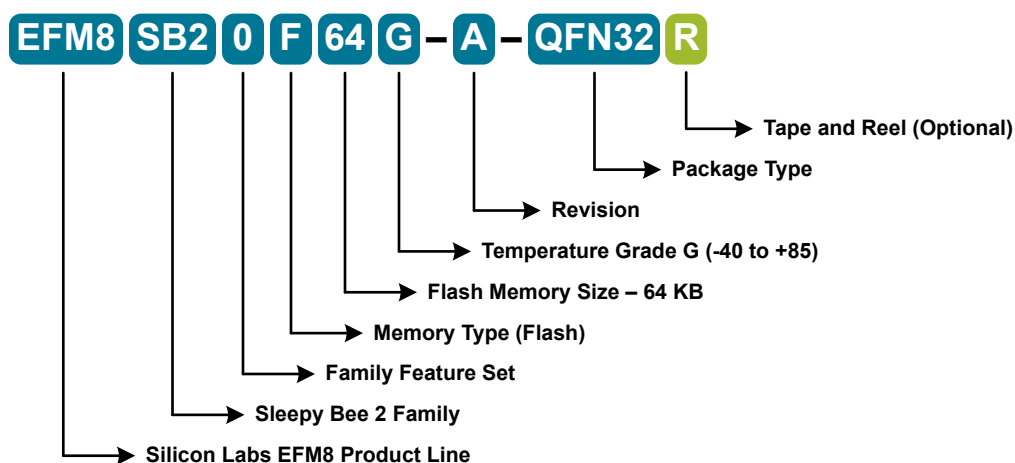 EFM8 SB2 0 F 64 G – A – QFN32 R
Tape and Reel (Optional)
Package Type
Revision
Temperature Grade G (-40 to +85)
Flash Memory Size – 64 KB
Memory Type (Flash)
Family Feature Set
Sleepy Bee 2 Family
Silicon Labs EFM8 Product Line